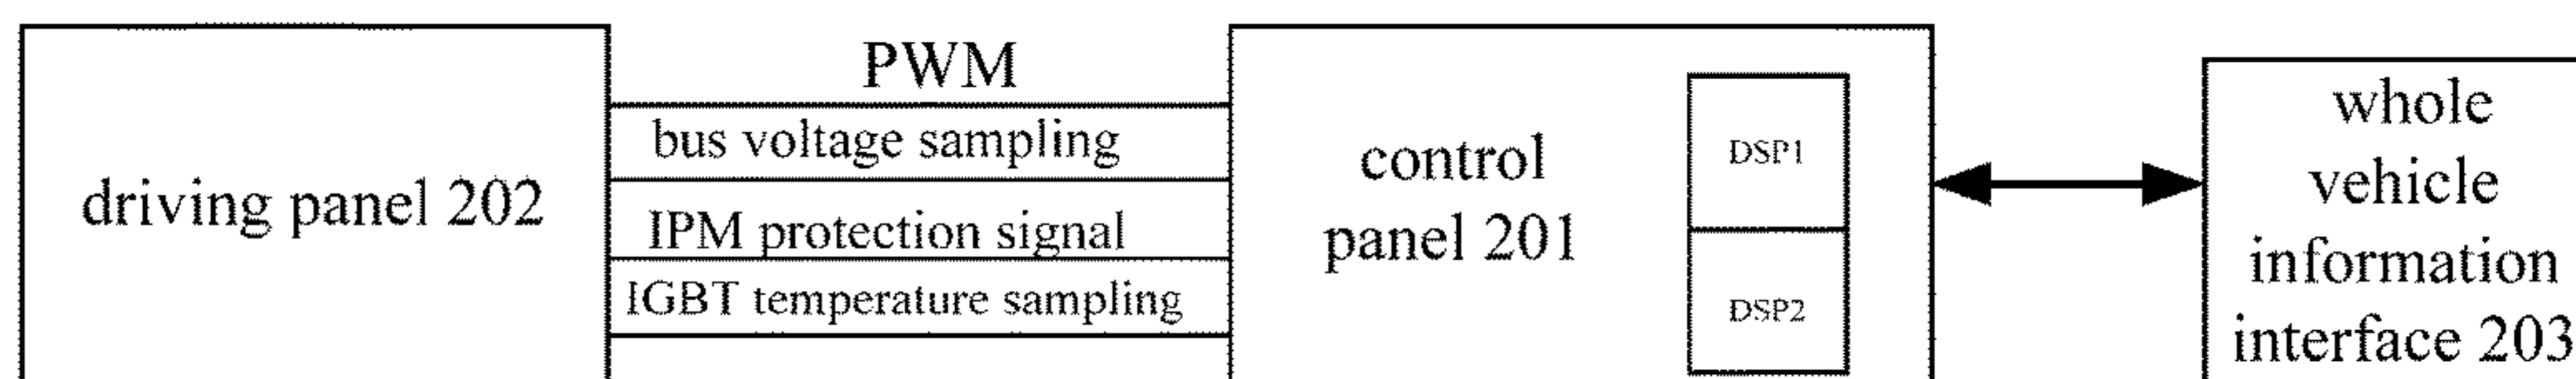 driving panel 202
PWM
bus voltage sampling
IPM protection signal
IGBT temperature sampling
control
panel 201
DSP1
DSP2
whole
vehicle
information
interface 203